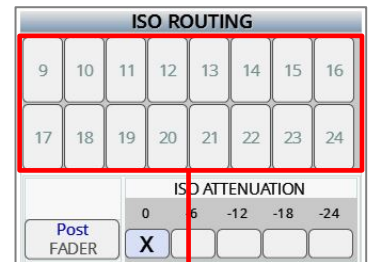 ISO ROUTING
9 10 11 12 13 14 15 16
17 18 19 20 21 22 23 24
ISO ATTENUATION
0 -6 -12 -18 -24
Post
FADER
X